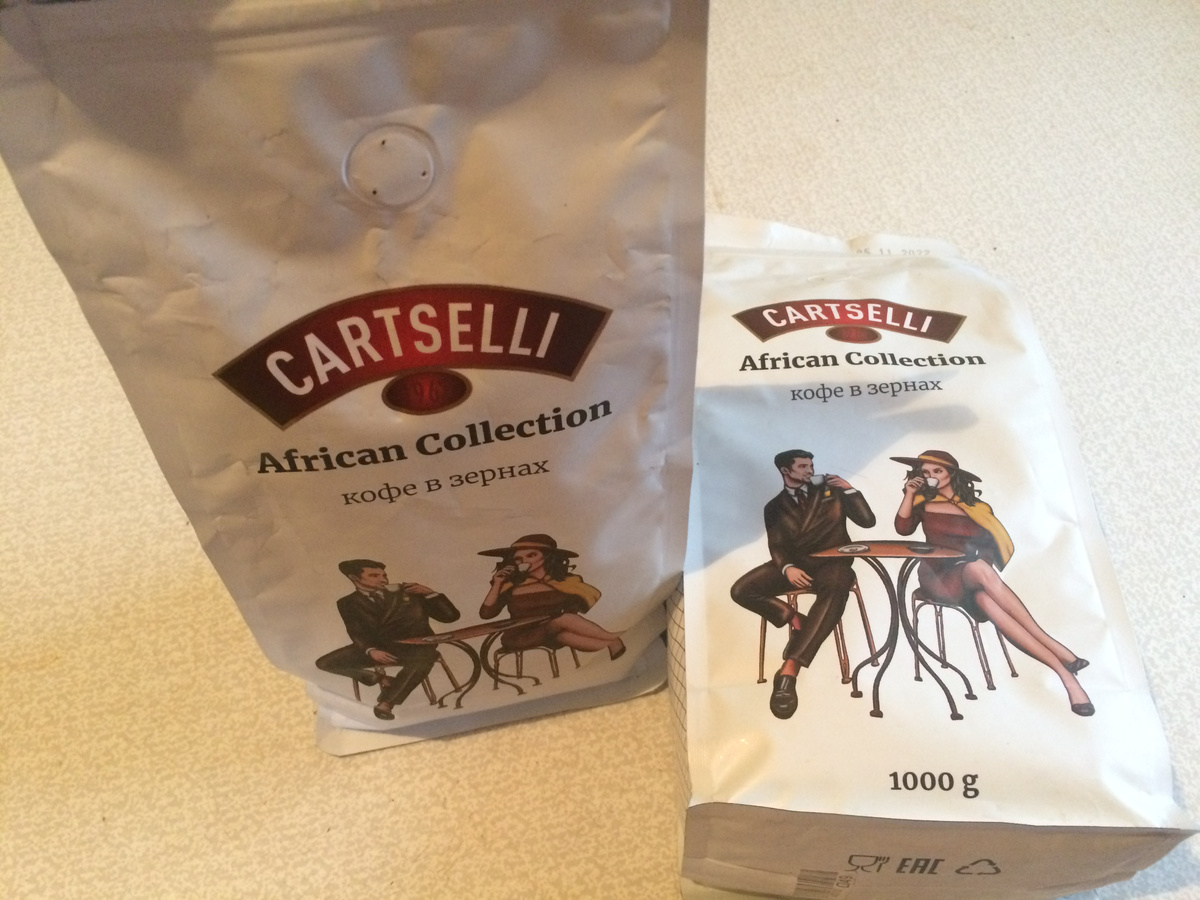 CARTSELLI
African Collection
кофе в зернах
CARTSELLI
African Collection
кофе в зернах
1000 g
EAC